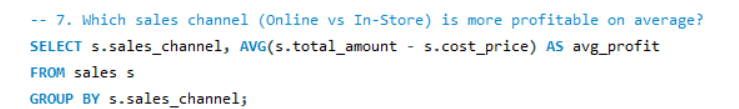 -- 7. Which sales channel (Online vs In-Store) is more profitable on average?
SELECT s.sales_channel, AVG(s.total_amount - s.cost_price) AS avg_profit
FROM sales s
GROUP BY s.sales_channel;